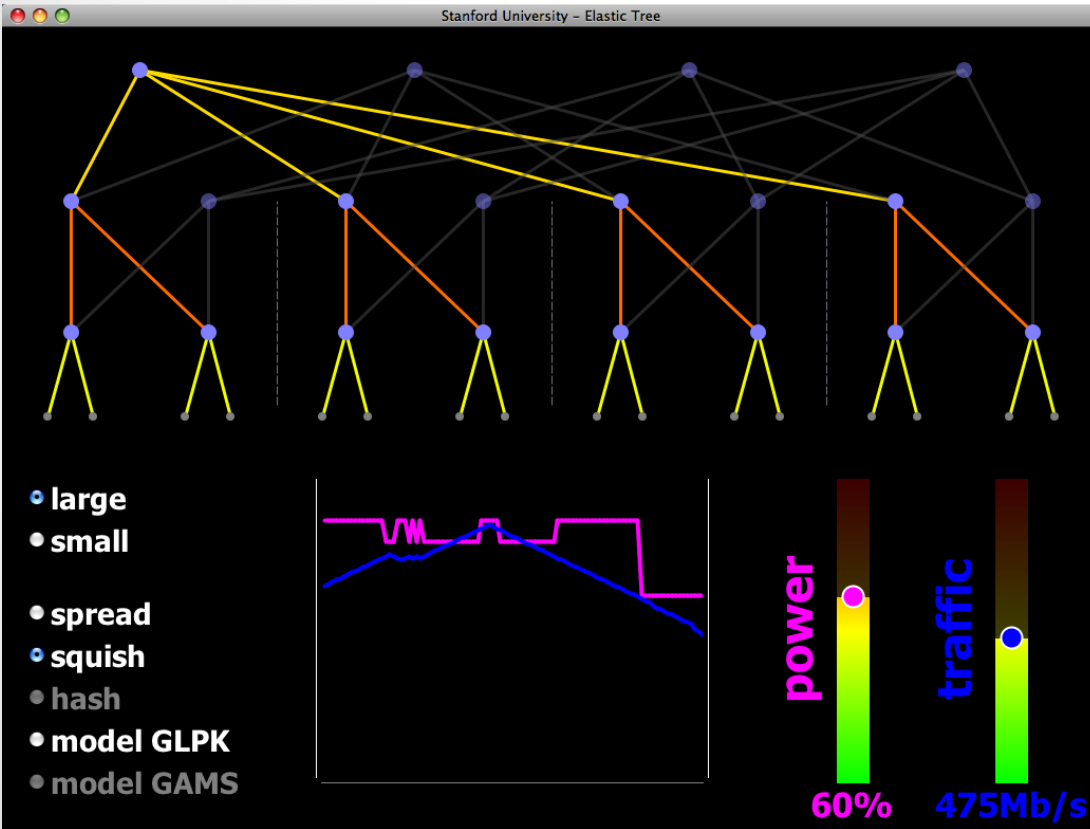 Stanford University – Elastic Tree
large
small
spread
squish
hash
model GLPK
model GAMS
power
60%
traffic
475Mb/s